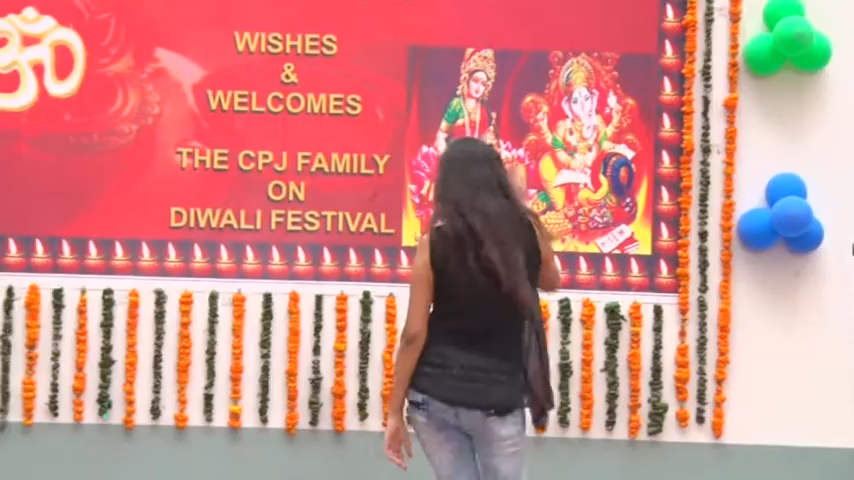 ॐ
WISHES
&
WELCOMES
THE CPJ FAMILY
ON
DIWALI FESTIVAL